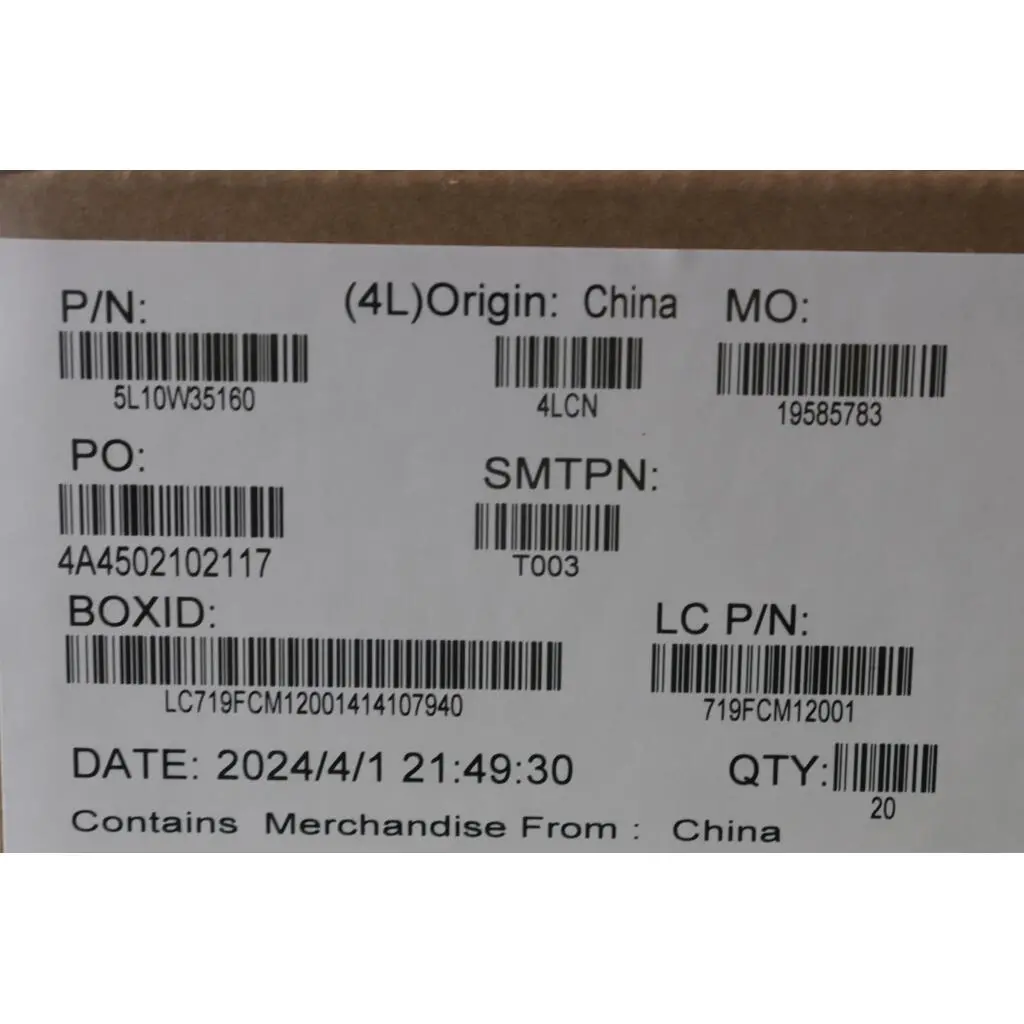 P/N: (4L)Origin: China MO:
5L10W35160 4LCN 19585783
PO: SMTPN:
4A4502102117 T003
BOXID: LC P/N:
LC719FCM12001414107940 719FCM12001
DATE: 2024/4/1 21:49:30 QTY:
20
Contains Merchandise From : China